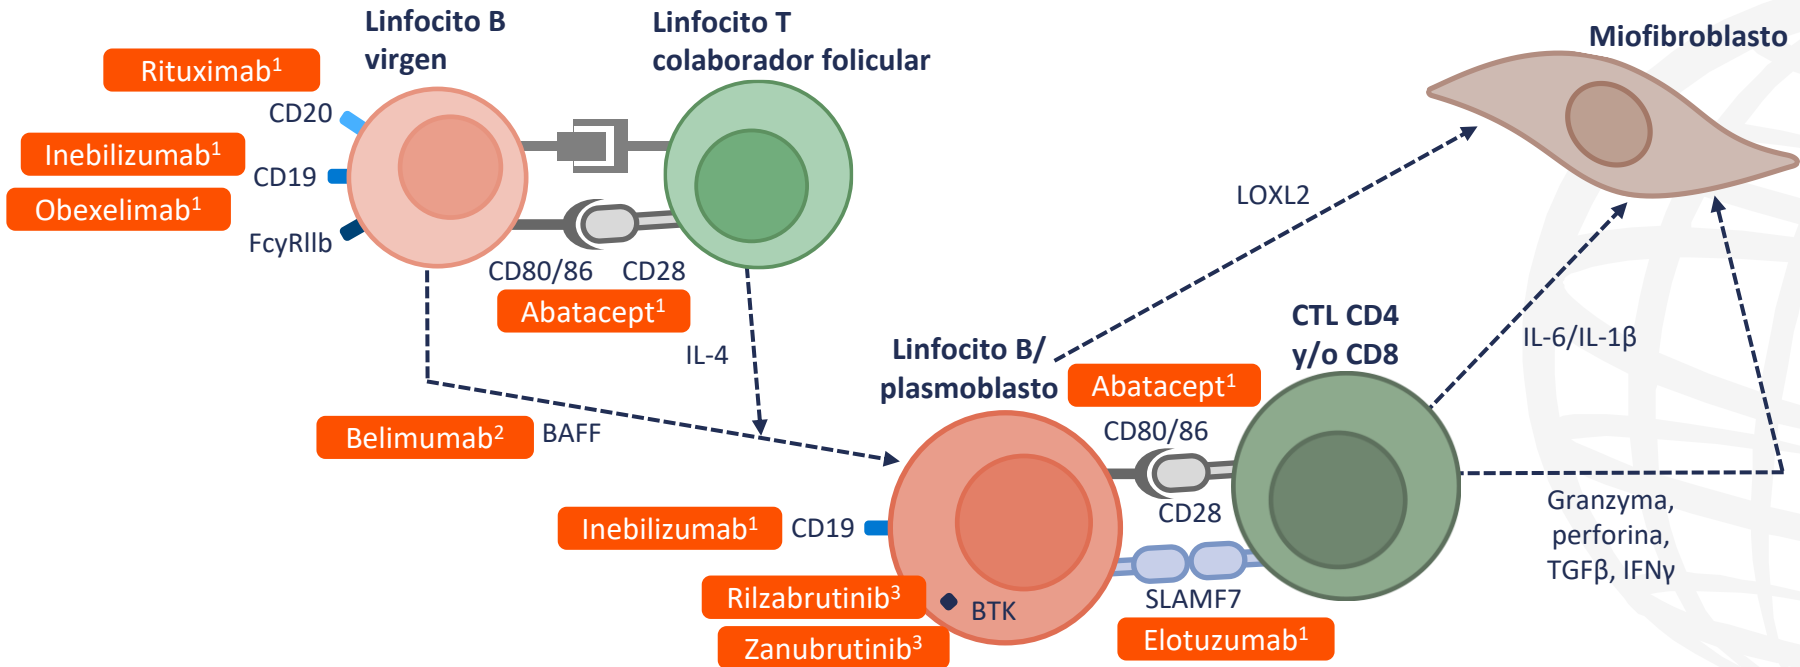 Linfocito B
virgen
Linfocito T
colaborador folicular
Miofibroblasto
Rituximab¹
CD20
Inebilizumab¹
CD19
Obexelimab¹
FcyRIIb
CD80/86
CD28
Abatacept¹
IL-4
LOXL2
Belimumab²
BAFF
Linfocito B/
plasmoblasto
CTL CD4
y/o CD8
IL-6/IL-1β
Abatacept¹
CD80/86
CD28
Inebilizumab¹
CD19
Granzyma,
perforina,
TGFβ, IFNγ
Rilzabrutinib³
BTK
SLAMF7
Zanubrutinib³
Elotuzumab¹